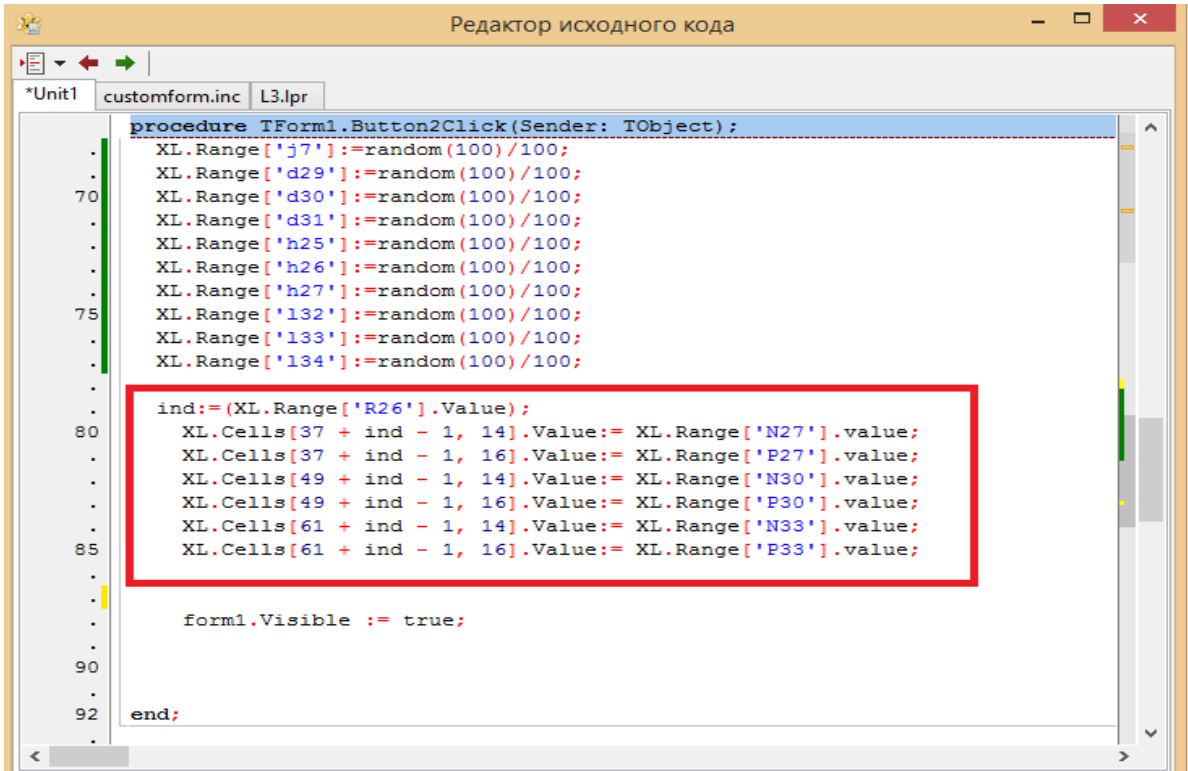 Редактор исходного кода
*Unit1 customform.inc L3.lpr
procedure TForm1.Button2Click(Sender: TObject);
. XL.Range['j7']:=random(100)/100;
. XL.Range['d29']:=random(100)/100;
70 XL.Range['d30']:=random(100)/100;
. XL.Range['d31']:=random(100)/100;
. XL.Range['h25']:=random(100)/100;
. XL.Range['h26']:=random(100)/100;
. XL.Range['h27']:=random(100)/100;
75 XL.Range['l32']:=random(100)/100;
. XL.Range['l33']:=random(100)/100;
. XL.Range['l34']:=random(100)/100;
.
. ind:=(XL.Range['R26'].Value);
80 XL.Cells[37 + ind - 1, 14].Value:= XL.Range['N27'].value;
. XL.Cells[37 + ind - 1, 16].Value:= XL.Range['P27'].value;
. XL.Cells[49 + ind - 1, 14].Value:= XL.Range['N30'].value;
. XL.Cells[49 + ind - 1, 16].Value:= XL.Range['P30'].value;
. XL.Cells[61 + ind - 1, 14].Value:= XL.Range['N33'].value;
85 XL.Cells[61 + ind - 1, 16].Value:= XL.Range['P33'].value;
.
.
. form1.Visible := true;
.
90
.
92 end;
.